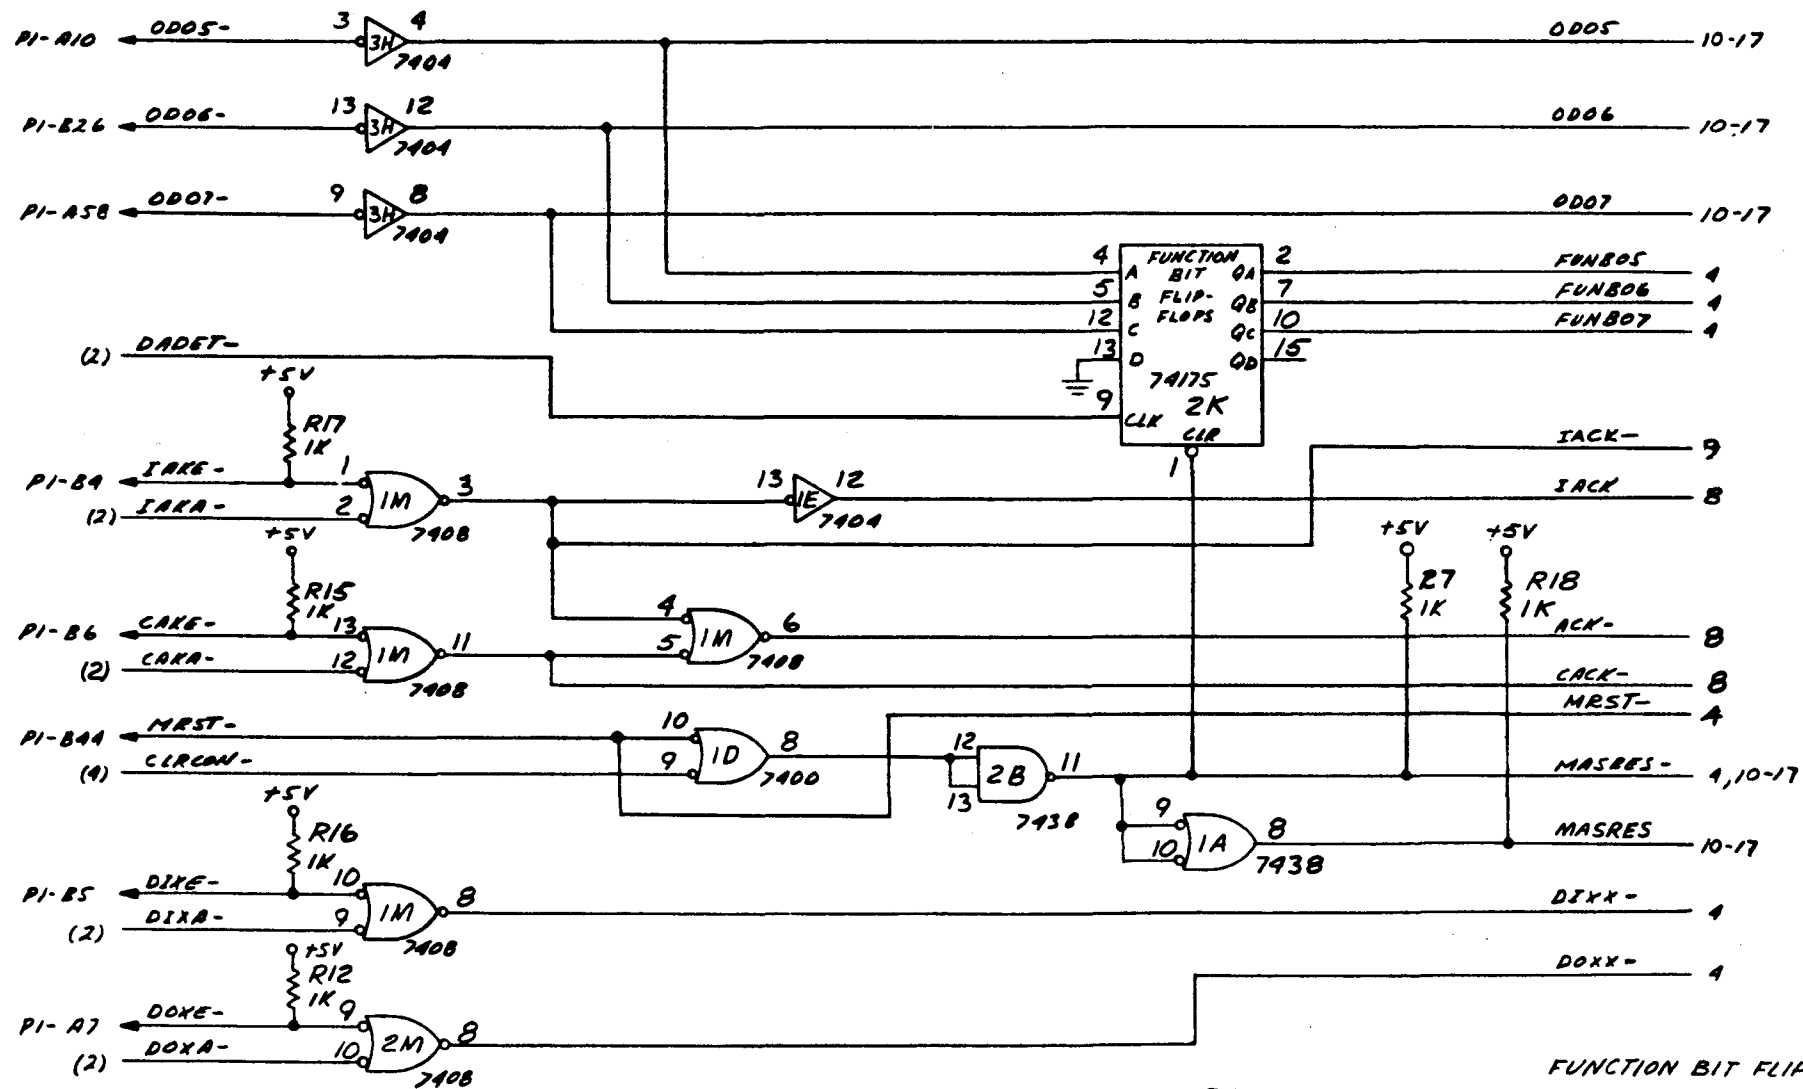 P1-A10 ODO5- 3 3H 4 7404 ODO5 10-17
P1-B26 ODO6- 13 3H 12 7404 ODO6 10-17
P1-A58 ODO7- 9 3H 8 7404 ODO7 10-17
4 A FUNCTION BIT FLIP-FLOPS QA 2 FUNBO5 4
5 B QB 7 FUNBO6 4
12 C QC 10 FUNBO7 4
13 D QD 15
74175
2K
9 CLK
CLR
1
(2) DADET-
+5V
R17
1K
P1-B4 IAKE- 1
(2) IAKA- 2
1M 3
7408
13 1E 12
7404
IACK- 9
IACK 8
+5V
R15
1K
P1-B6 CAKE- 13
(2) CAKA- 12
1M 11
7408
4
5
1M 6
7408
+5V
27
1K
+5V
R18
1K
ACK- 8
CACK- 8
MRST- 4
P1-B44 MRST- 10
(4) CLRCON- 9
1D 8
7400
12
13
2B 11
7438
MASRES- 4,10-17
9
10
1A 8
7438
MASRES 10-17
+5V
R16
1K
P1-B5 DIXE- 10
(2) DIXA- 9
1M 8
7408
DIXX- 4
+5V
R12
1K
P1-A7 DOXE- 9
(2) DOXA- 10
2M 8
7408
DOXX- 4
FUNCTION BIT FLIP